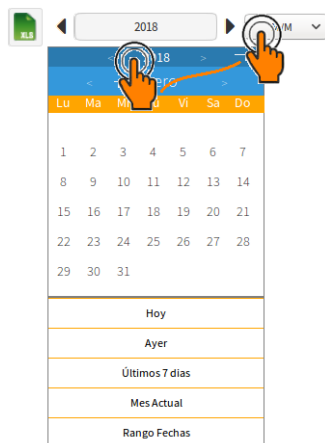 XLS
2018
/M
< 2018 >
< ero >
Lu Ma Vi Sa Do
1 2 3 4 5 6 7
8 9 10 11 12 13 14
15 16 17 18 19 20 21
22 23 24 25 26 27 28
29 30 31
Hoy
Ayer
Últimos 7 dias
Mes Actual
Rango Fechas